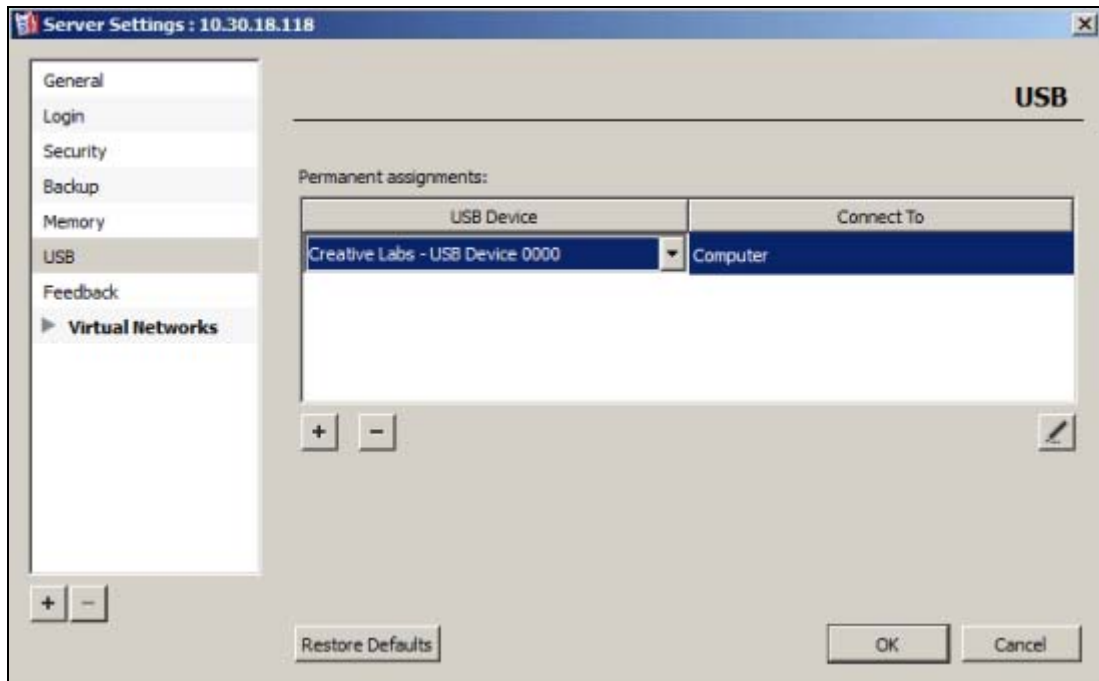 Server Settings : 10.30.18.118
General
Login
Security
Backup
Memory
USB
Feedback
Virtual Networks
USB
Permanent assignments:
USB Device Connect To
Creative Labs - USB Device 0000 Computer
+ -
+ -
Restore Defaults OK Cancel